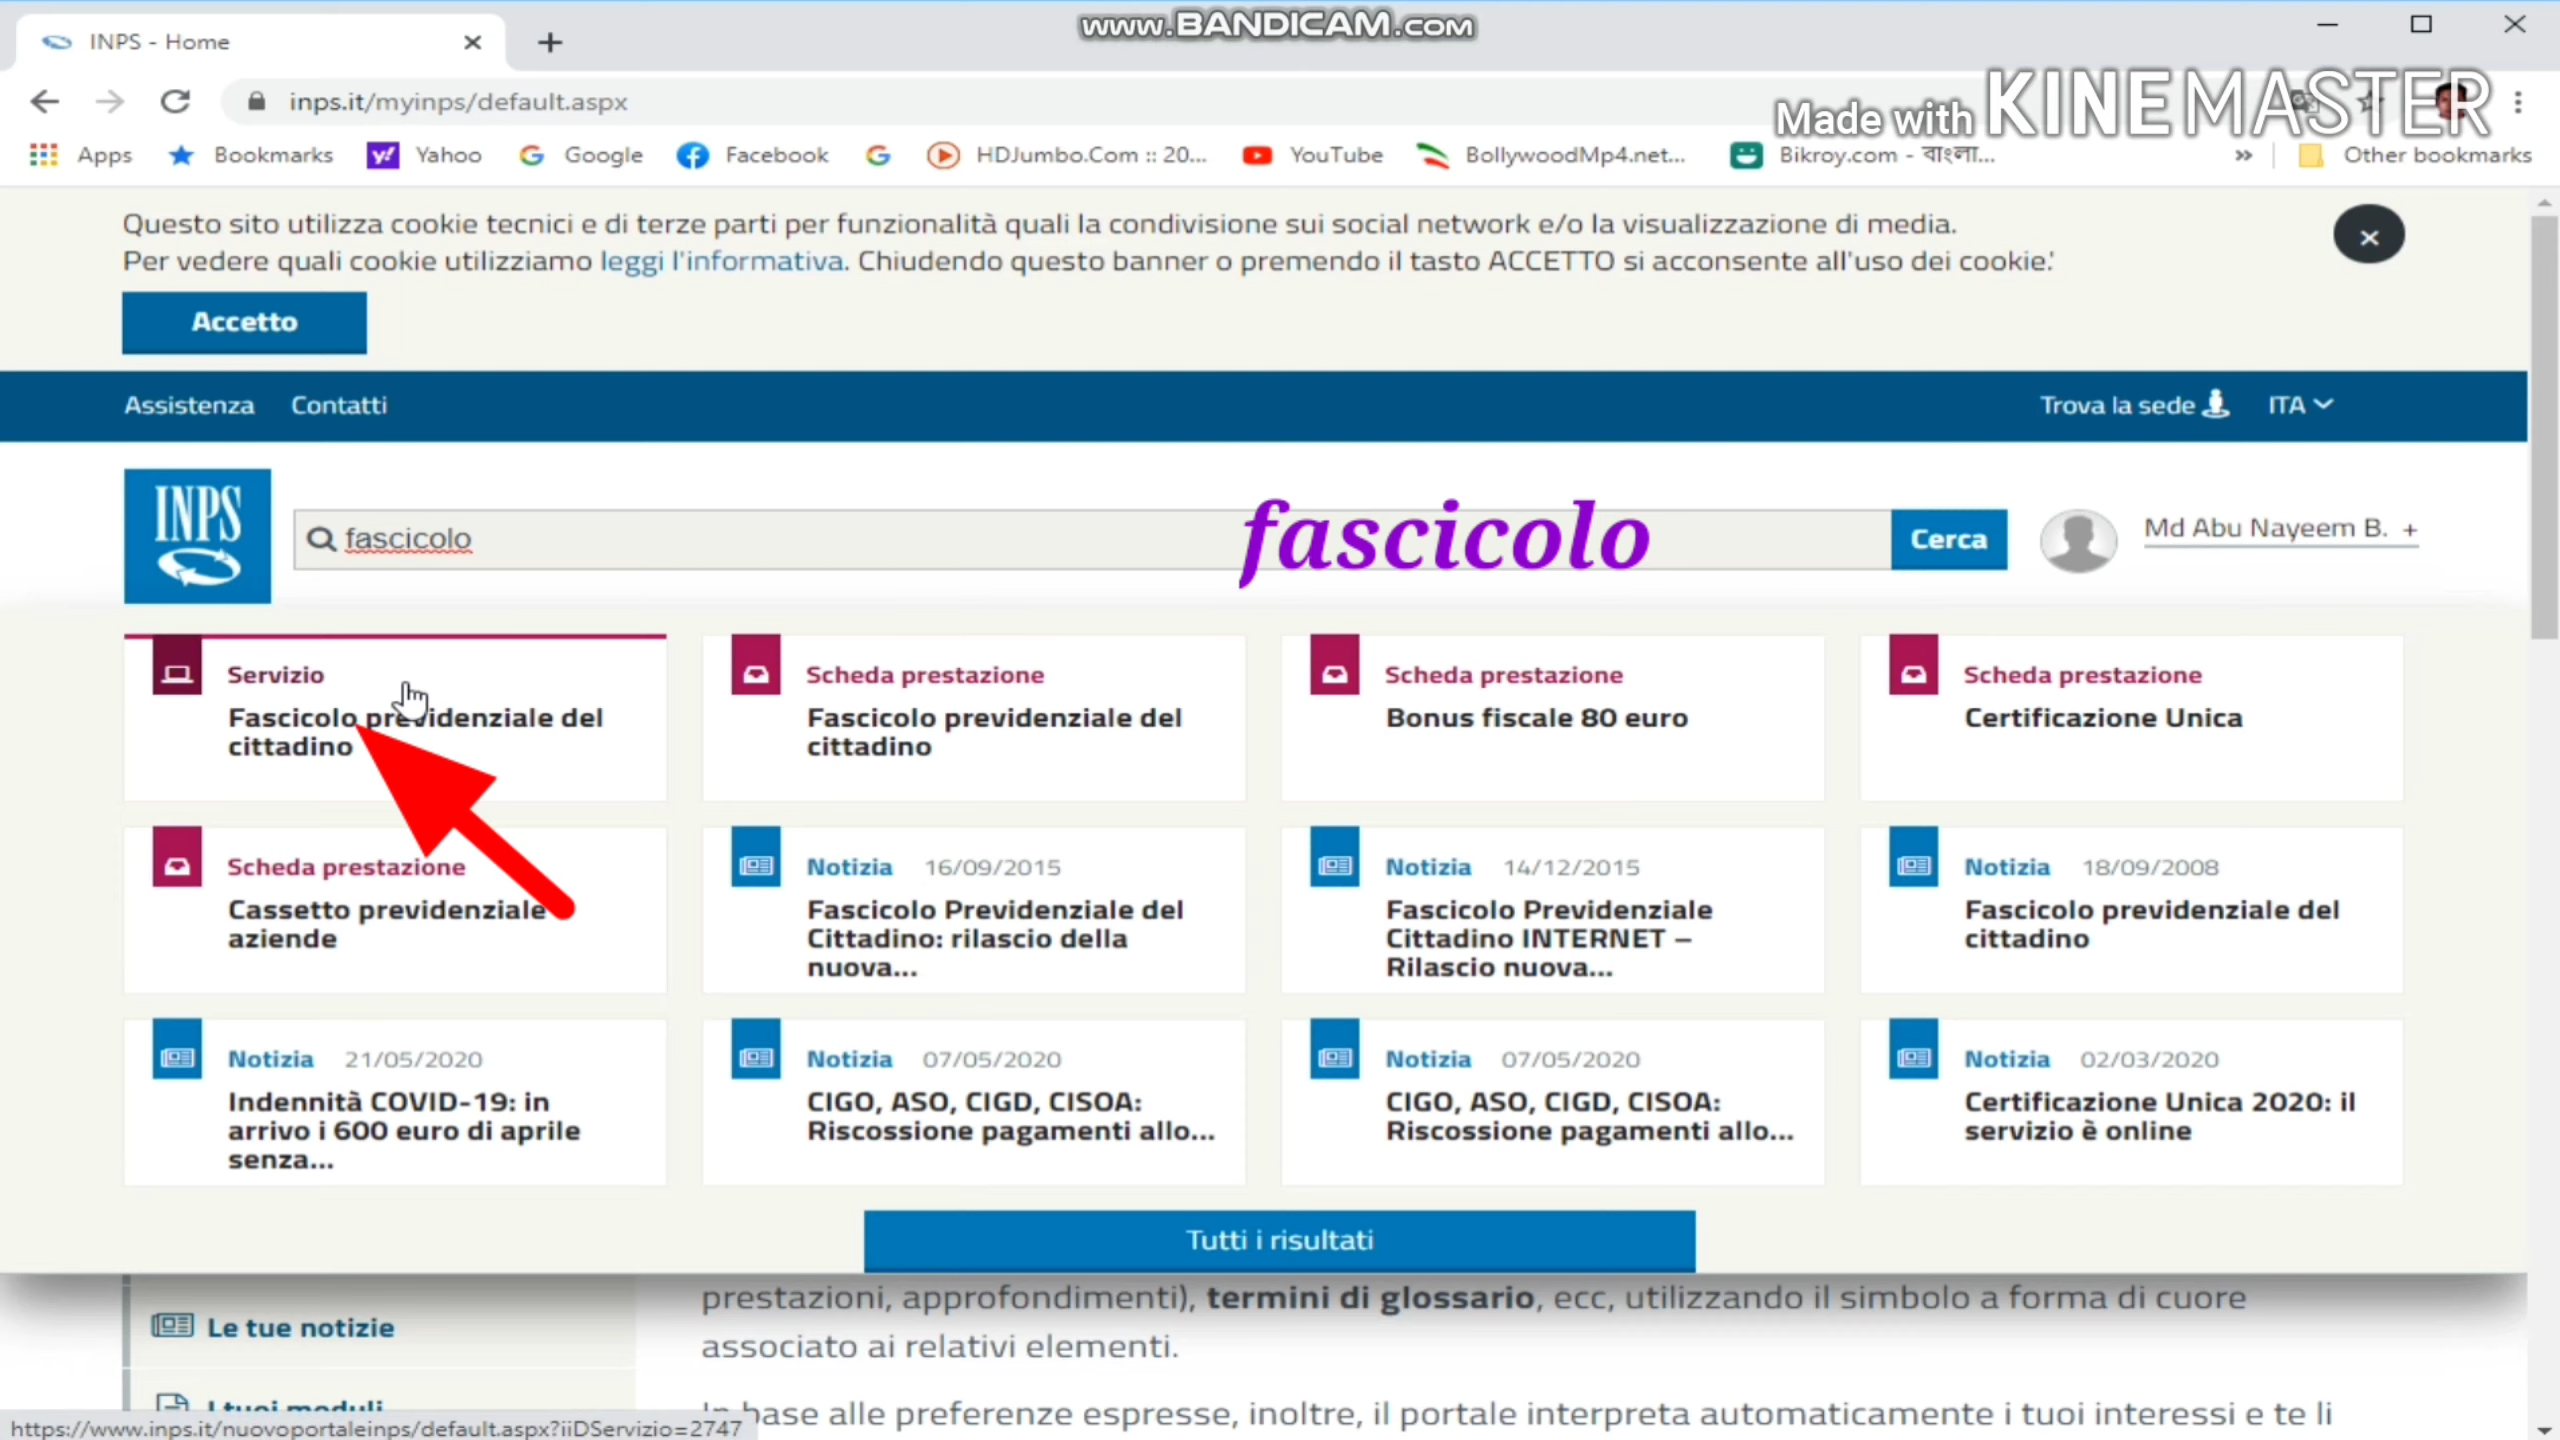 www.BANDICAM.com
INPS - Home
inps.it/myinps/default.aspx
Made with KINEMASTER
Apps Bookmarks Yahoo Google Facebook HDJumbo.Com :: 20... YouTube BollywoodMp4.net... Bikroy.com - বাংলা... » Other bookmarks
Questo sito utilizza cookie tecnici e di terze parti per funzionalità quali la condivisione sui social network e/o la visualizzazione di media.
Per vedere quali cookie utilizziamo leggi l'informativa. Chiudendo questo banner o premendo il tasto ACCETTO si acconsente all'uso dei cookie.'
Accetto
Assistenza Contatti Trova la sede ITA
INPS
fascicolo
fascicolo
Cerca
Md Abu Nayeem B. +
Servizio
Fascicolo previdenziale del
cittadino
Scheda prestazione
Fascicolo previdenziale del
cittadino
Scheda prestazione
Bonus fiscale 80 euro
Scheda prestazione
Certificazione Unica
Scheda prestazione
Cassetto previdenziale
aziende
Notizia 16/09/2015
Fascicolo Previdenziale del
Cittadino: rilascio della
nuova...
Notizia 14/12/2015
Fascicolo Previdenziale
Cittadino INTERNET –
Rilascio nuova...
Notizia 18/09/2008
Fascicolo previdenziale del
cittadino
Notizia 21/05/2020
Indennità COVID-19: in
arrivo i 600 euro di aprile
senza...
Notizia 07/05/2020
CIGO, ASO, CIGD, CISOA:
Riscossione pagamenti allo...
Notizia 07/05/2020
CIGO, ASO, CIGD, CISOA:
Riscossione pagamenti allo...
Notizia 02/03/2020
Certificazione Unica 2020: il
servizio è online
Tutti i risultati
Le tue notizie
I tuoi moduli
prestazioni, approfondimenti), termini di glossario, ecc, utilizzando il simbolo a forma di cuore
associato ai relativi elementi.
In base alle preferenze espresse, inoltre, il portale interpreta automaticamente i tuoi interessi e te li
https://www.inps.it/nuovoportaleinps/default.aspx?iiDServizio=2747